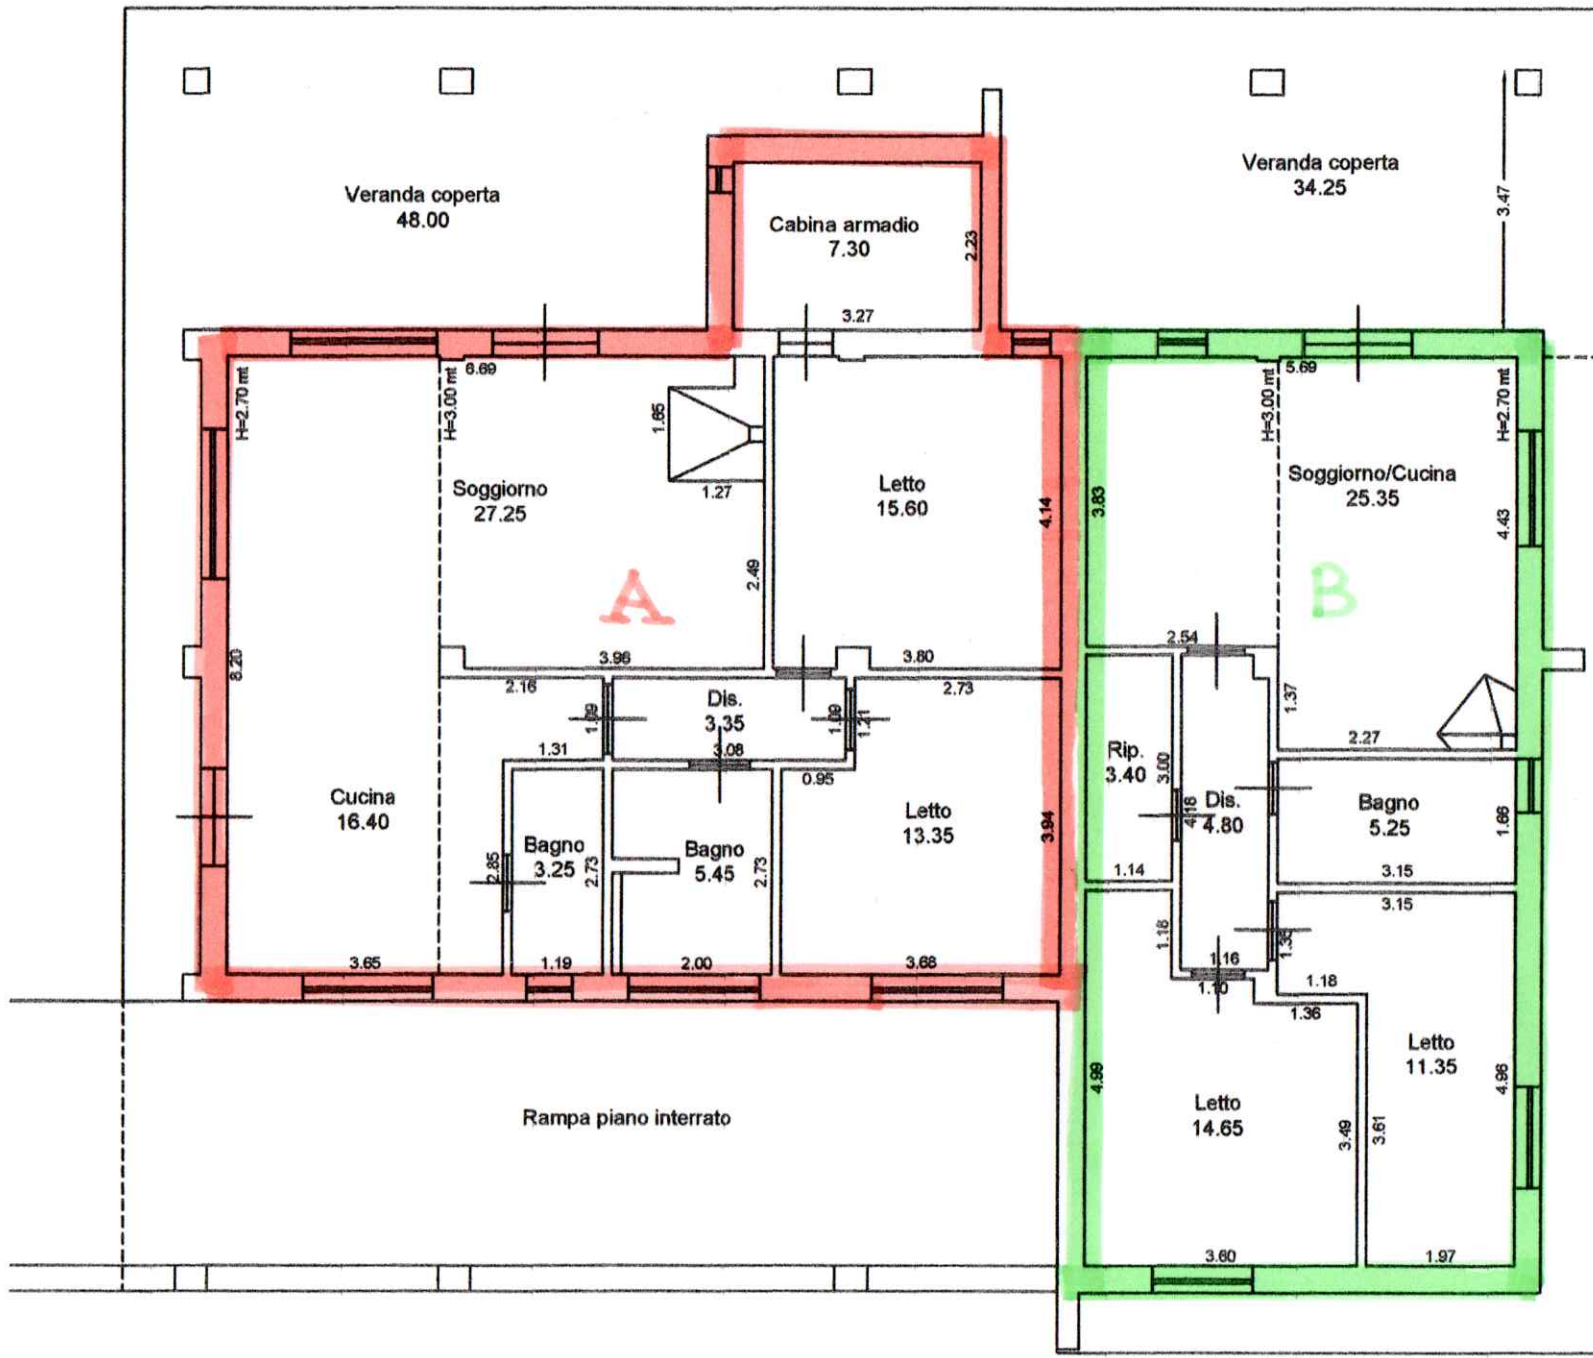 Veranda coperta
48.00
Veranda coperta
34.25
3.47
Cabina armadio
7.30
2.23
3.27
6.69
H=2.70 mt
H=3.00 mt
1.65
1.27
Soggiorno
27.25
2.49
A
Letto
15.60
4.14
3.83
5.69
H=3.00 mt
H=2.70 mt
Soggiorno/Cucina
25.35
4.43
B
8.20
3.96
3.80
2.54
2.16
Dis.
3.35
1.09
1.09
1.21
2.73
1.37
1.31
3.08
0.95
2.27
Rip.
3.40
3.00
4.18
Dis.
4.80
Cucina
16.40
Bagno
3.25
2.85
2.73
Bagno
5.45
2.73
Letto
13.35
3.94
Bagno
5.25
1.66
1.14
3.15
3.15
1.18
1.35
3.65
1.19
2.00
3.68
1.16
1.10
1.18
1.36
Letto
11.35
4.96
Letto
14.65
4.99
3.49
3.61
Rampa piano interrato
3.60
1.97